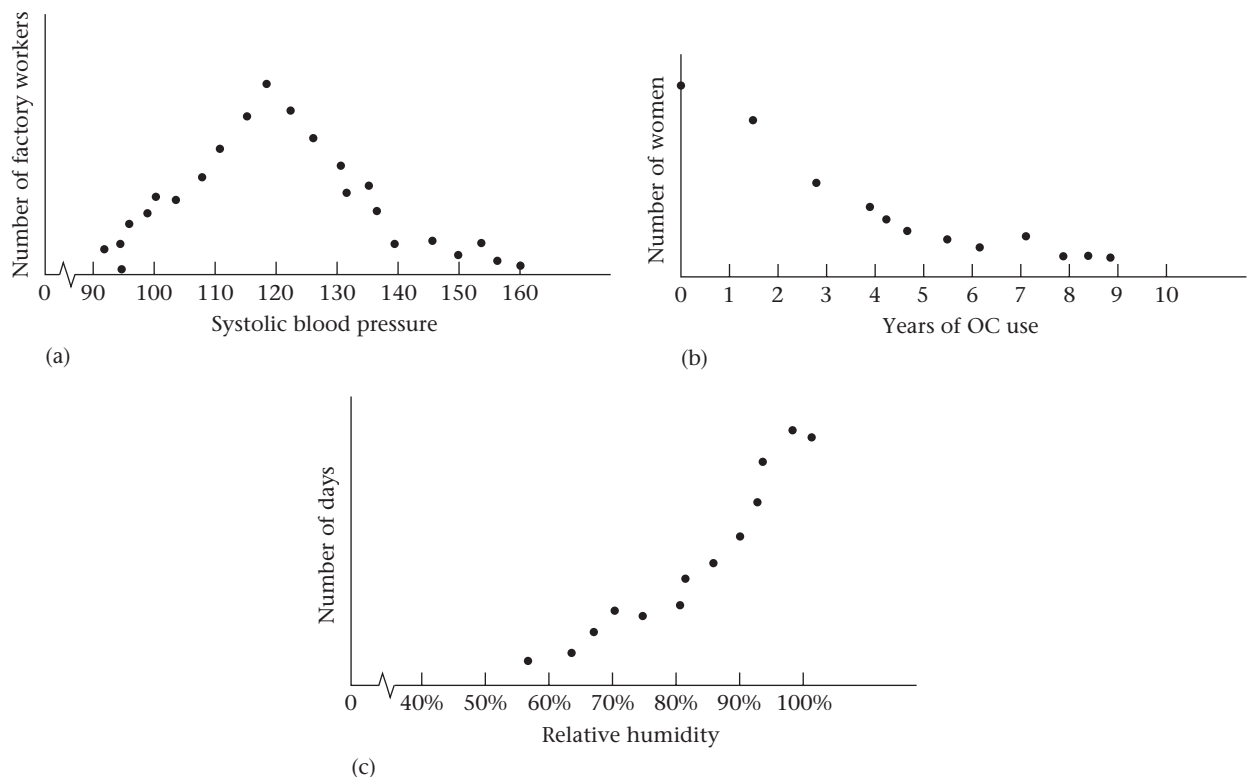 Number of factory workers
0 90 100 110 120 130 140 150 160
Systolic blood pressure
(a)
Number of women
0 1 2 3 4 5 6 7 8 9 10
Years of OC use
(b)
Number of days
0 40% 50% 60% 70% 80% 90% 100%
Relative humidity
(c)